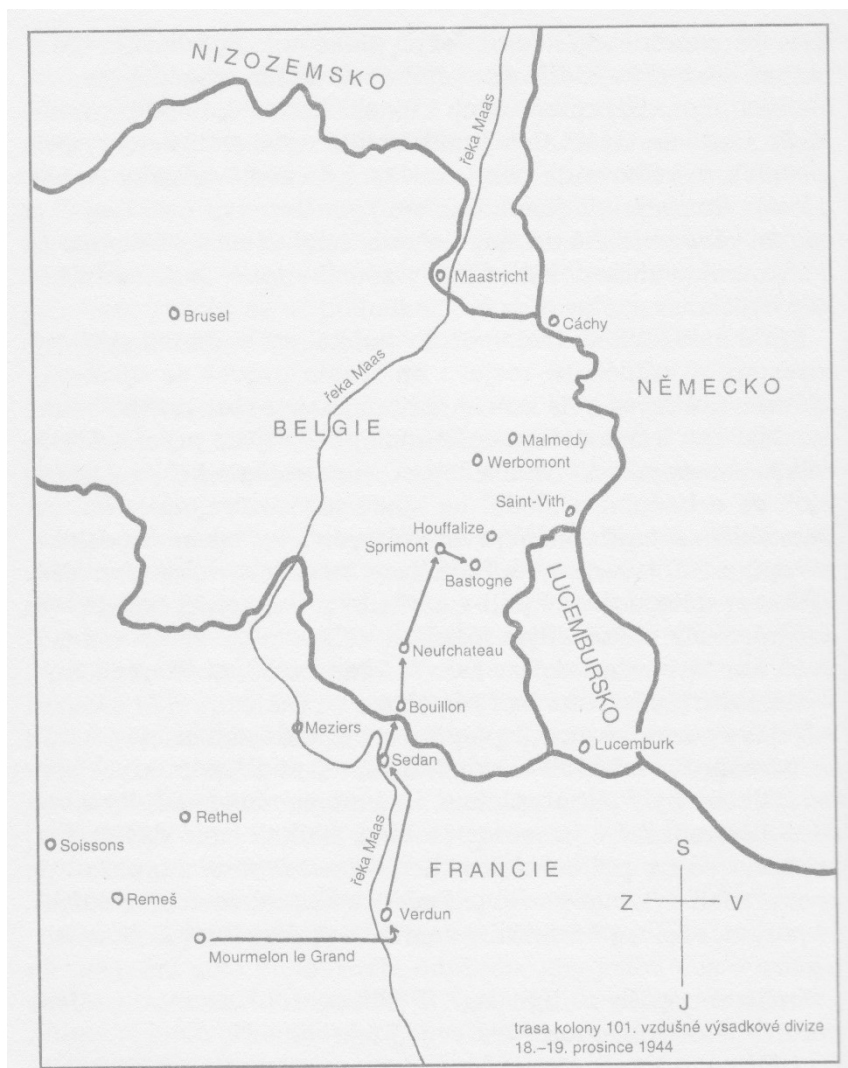 NIZOZEMSKO
řeka Maas
Maastricht
Brusel
Cáchy
řeka Maas
NĚMECKO
BELGIE
Malmedy
Werbomont
Saint-Vith
Houffalize
Sprimont
Bastogne
LUCEMBURSKO
Neufchateau
Bouillon
Meziers
Lucemburk
Sedan
Rethel
Soissons
S
řeka Maas
FRANCIE
Remeš
Z V
Verdun
Mourmelon le Grand
J
trasa kolony 101. vzdušné výsadkové divize
18.–19. prosince 1944